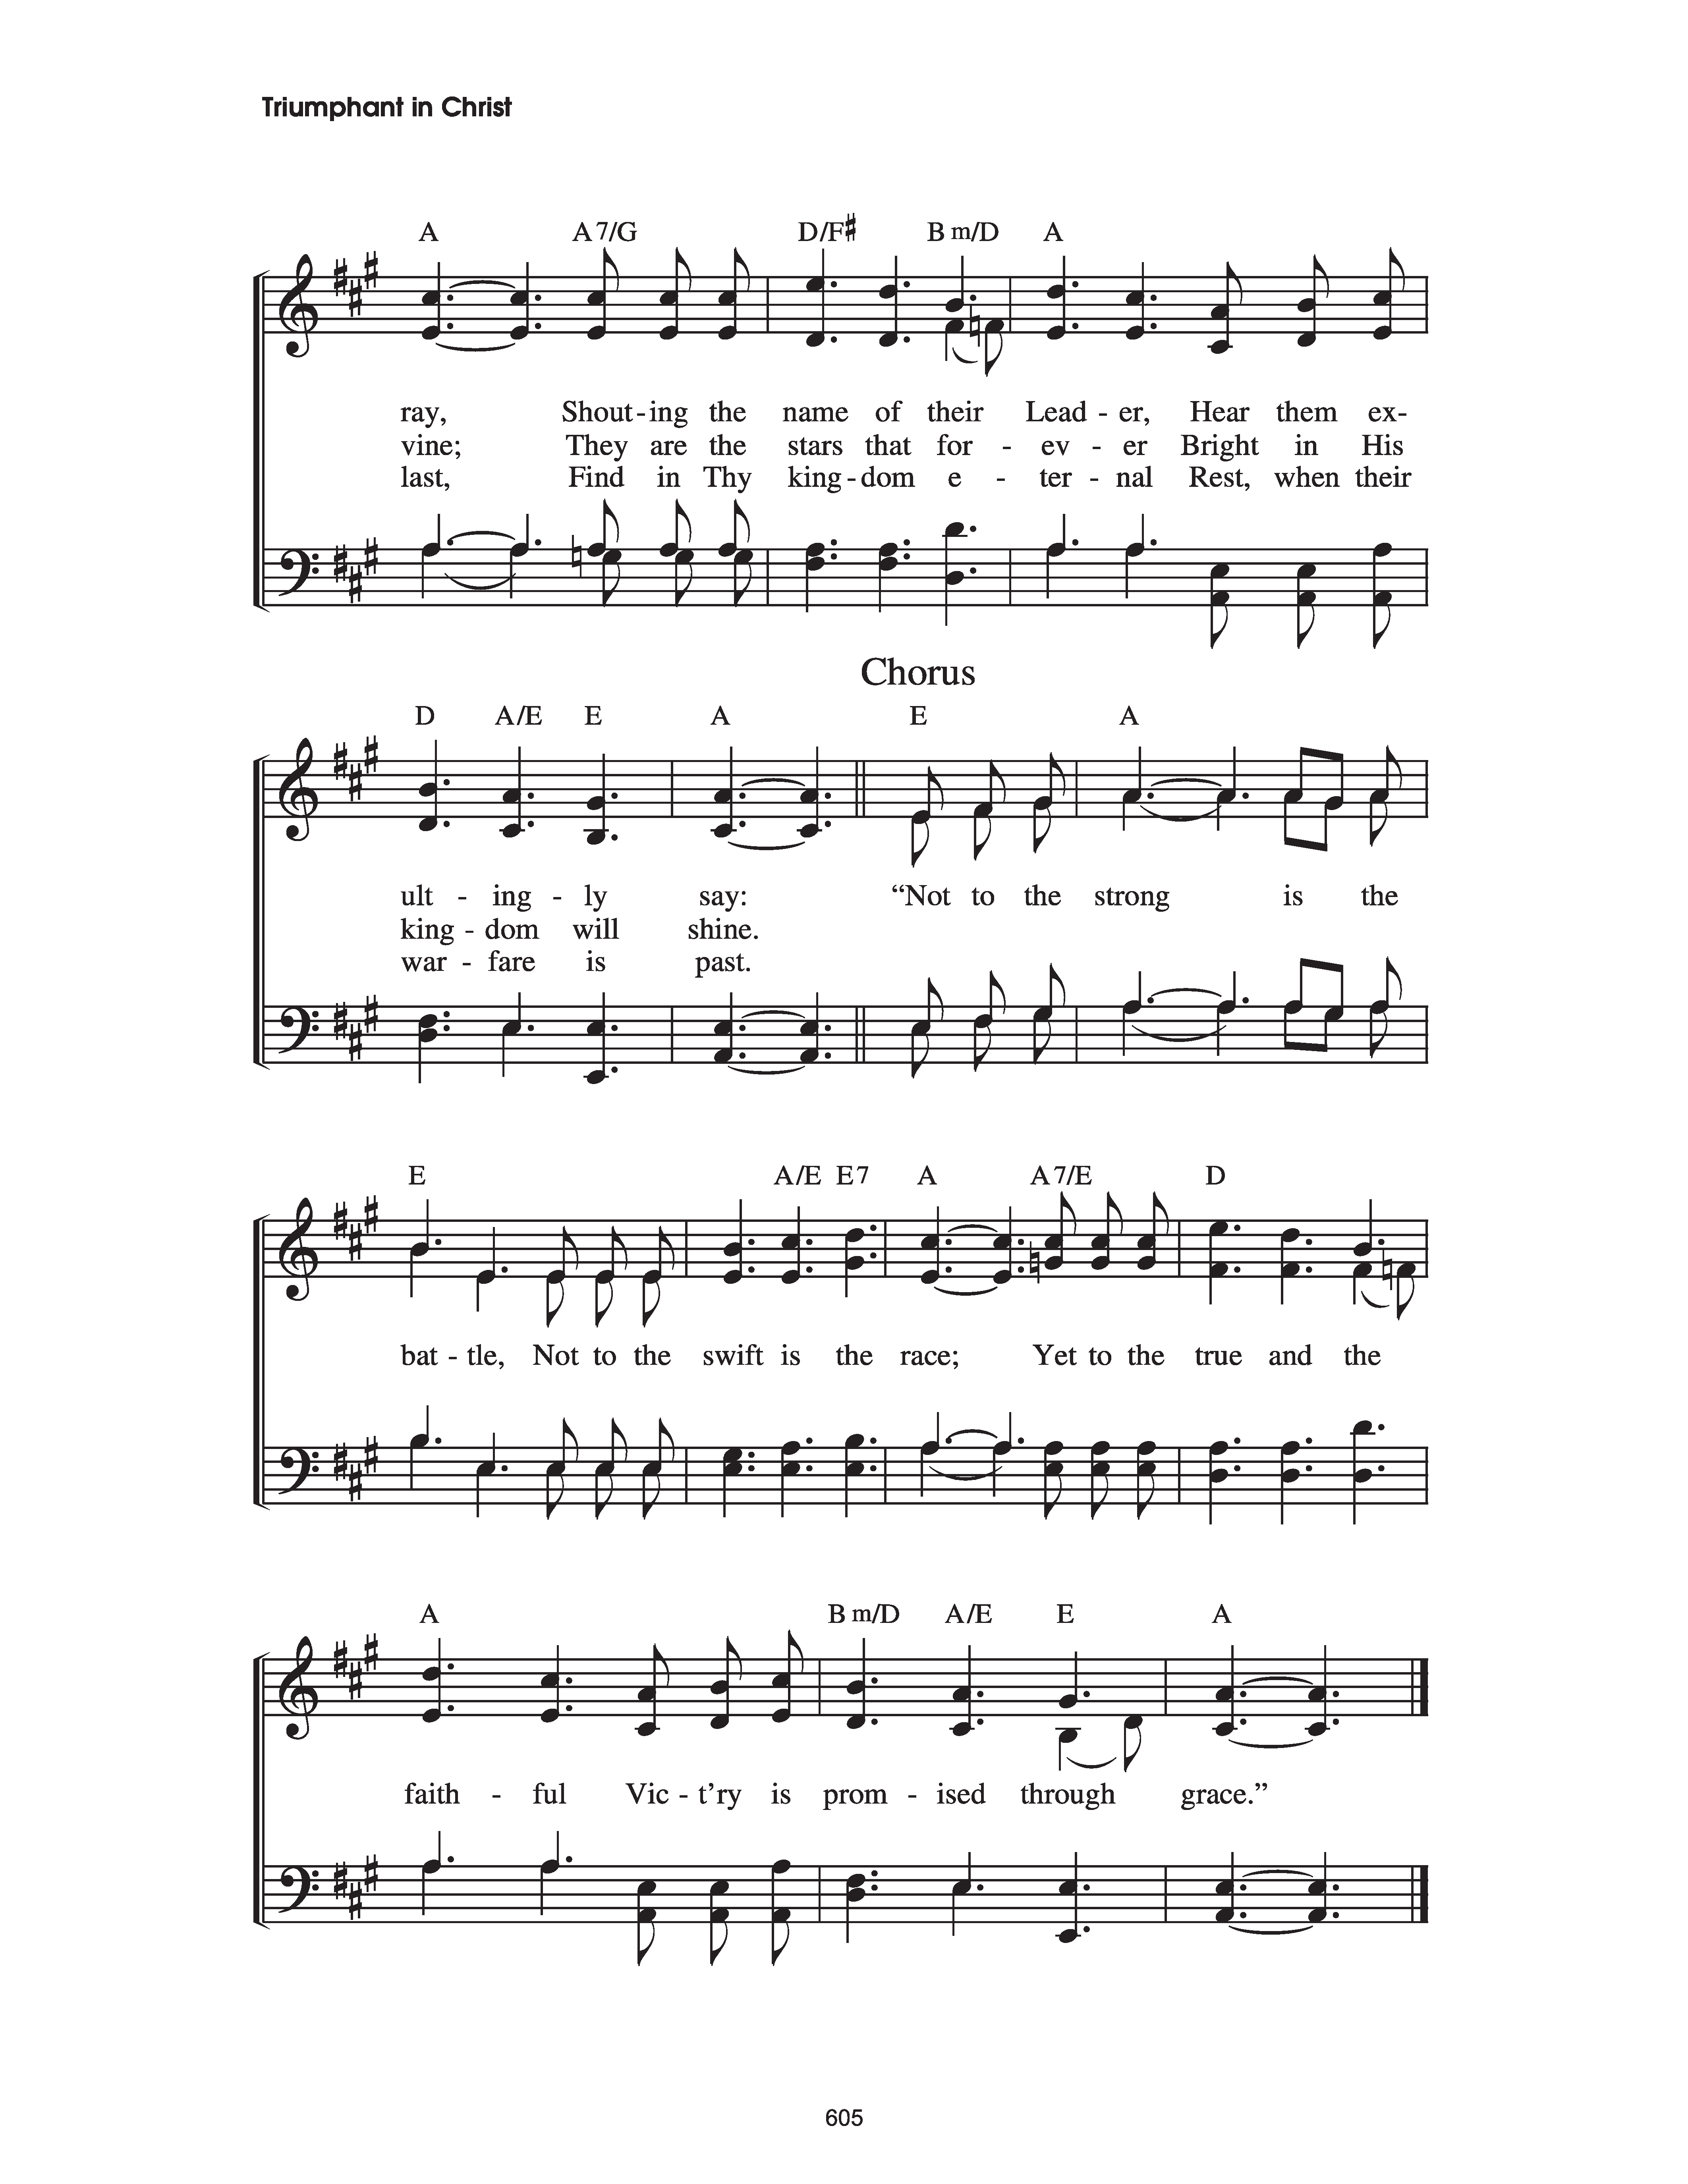 Triumphant in Christ
A A7/G D/F♯ Bm/D A
ray, Shout-ing the name of their Lead - er, Hear them ex-
vine; They are the stars that for - ev - er Bright in His
last, Find in Thy king-dom e - ter - nal Rest, when their
Chorus
D A/E E A E A
ult - ing - ly say: “Not to the strong is the
king - dom will shine.
war - fare is past.
E A/E E7 A A7/E D
bat - tle, Not to the swift is the race; Yet to the true and the
A Bm/D A/E E A
faith - ful Vic - t’ry is prom - ised through grace.”
605